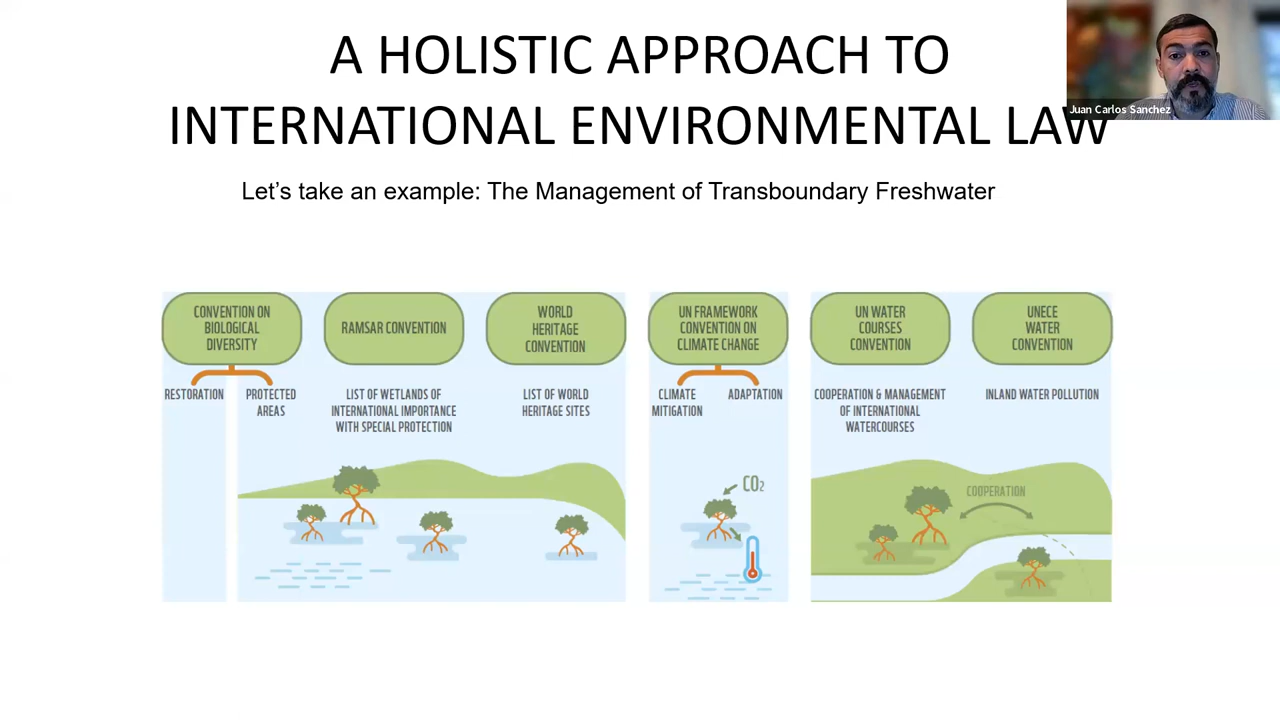 A HOLISTIC APPROACH TO
INTERNATIONAL ENVIRONMENTAL LAW
Juan Carlos Sanchez
Let's take an example: The Management of Transboundary Freshwater
CONVENTION ON
BIOLOGICAL
DIVERSITY
RESTORATION
PROTECTED
AREAS
RAMSAR CONVENTION
LIST OF WETLANDS OF
INTERNATIONAL IMPORTANCE
WITH SPECIAL PROTECTION
WORLD
HERITAGE
CONVENTION
LIST OF WORLD
HERITAGE SITES
UN FRAMEWORK
CONVENTION ON
CLIMATE CHANGE
CLIMATE
MITIGATION
ADAPTATION
CO₂
UN WATER
COURSES
CONVENTION
COOPERATION & MANAGEMENT
OF INTERNATIONAL
WATERCOURSES
UNECE
WATER
CONVENTION
INLAND WATER POLLUTION
COOPERATION